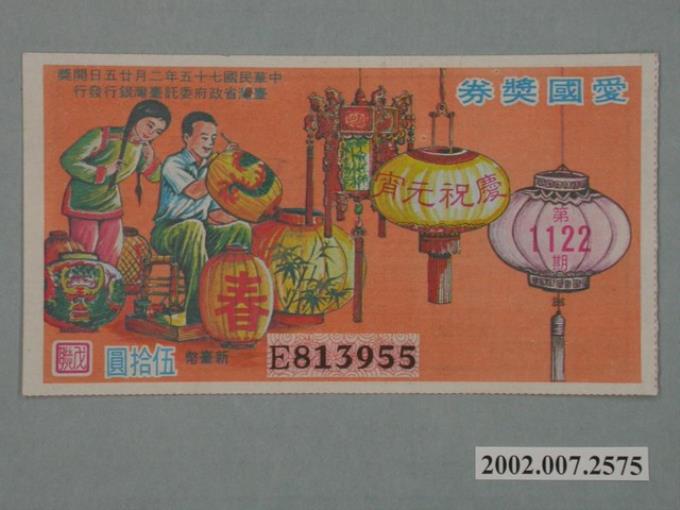 愛國獎券
中華民國七十五年二月廿五日開獎
臺灣省政府委託臺灣銀行發行
慶祝元宵
第
1122
期
春
E813955
新臺幣
伍拾圓
戊聯
2002.007.2575